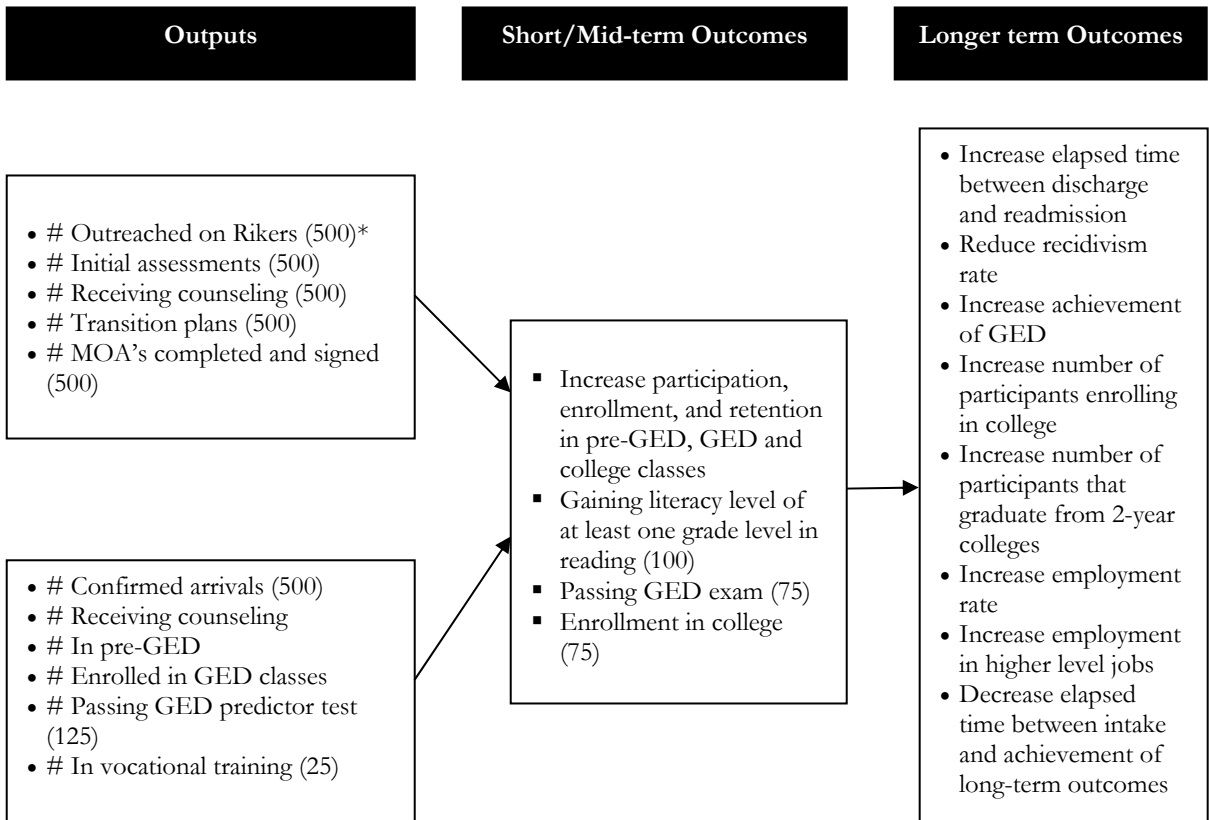 Outputs
Short/Mid-term Outcomes
Longer term Outcomes
• # Outreached on Rikers (500)*
• # Initial assessments (500)
• # Receiving counseling (500)
• # Transition plans (500)
• # MOA’s completed and signed
(500)
• # Confirmed arrivals (500)
• # Receiving counseling
• # In pre-GED
• # Enrolled in GED classes
• # Passing GED predictor test
(125)
• # In vocational training (25)
▪ Increase participation,
enrollment, and retention
in pre-GED, GED and
college classes
▪ Gaining literacy level of
at least one grade level in
reading (100)
▪ Passing GED exam (75)
▪ Enrollment in college
(75)
• Increase elapsed time
between discharge
and readmission
• Reduce recidivism
rate
• Increase achievement
of GED
• Increase number of
participants enrolling
in college
• Increase number of
participants that
graduate from 2-year
colleges
• Increase employment
rate
• Increase employment
in higher level jobs
• Decrease elapsed
time between intake
and achievement of
long-term outcomes